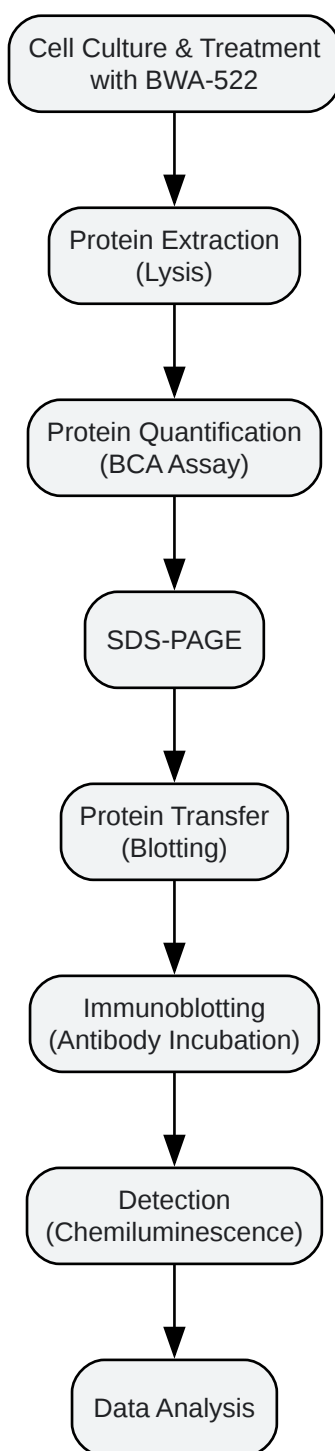 Cell Culture & Treatment
with BWA-522
Protein Extraction
(Lysis)
Protein Quantification
(BCA Assay)
SDS-PAGE
Protein Transfer
(Blotting)
Immunoblotting
(Antibody Incubation)
Detection
(Chemiluminescence)
Data Analysis